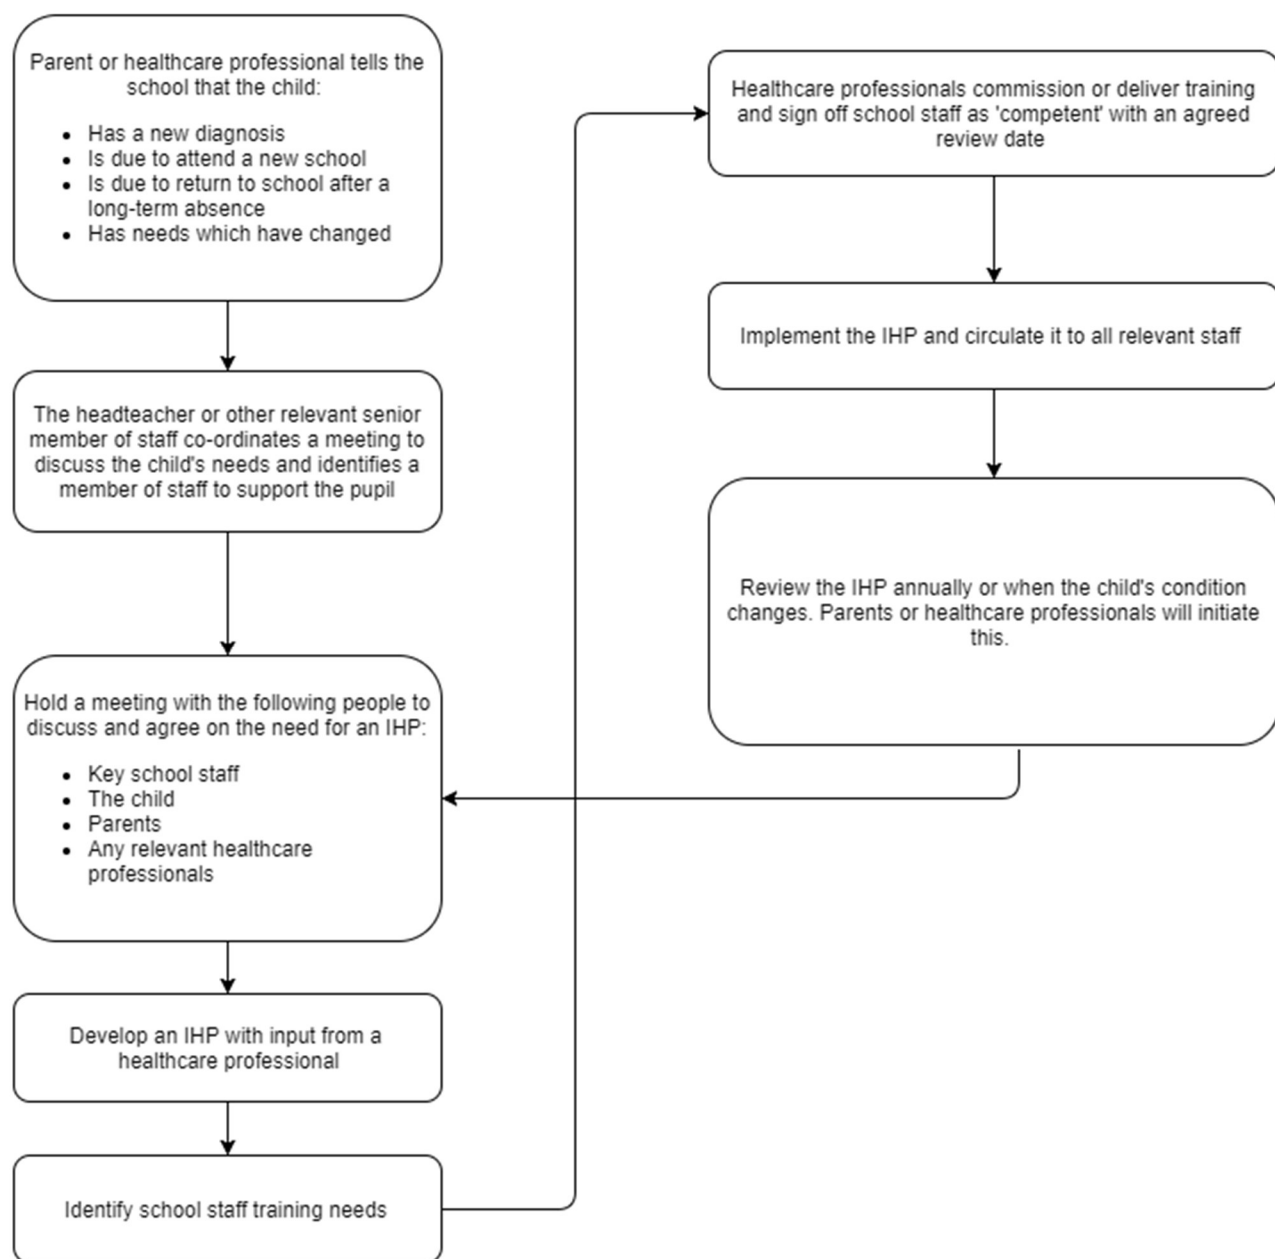 Parent or healthcare professional tells the
school that the child:
• Has a new diagnosis
• Is due to attend a new school
• Is due to return to school after a
long-term absence
• Has needs which have changed
The headteacher or other relevant senior
member of staff co-ordinates a meeting to
discuss the child's needs and identifies a
member of staff to support the pupil
Hold a meeting with the following people to
discuss and agree on the need for an IHP:
• Key school staff
• The child
• Parents
• Any relevant healthcare
professionals
Develop an IHP with input from a
healthcare professional
Identify school staff training needs
Healthcare professionals commission or deliver training
and sign off school staff as 'competent' with an agreed
review date
Implement the IHP and circulate it to all relevant staff
Review the IHP annually or when the child's condition
changes. Parents or healthcare professionals will initiate
this.